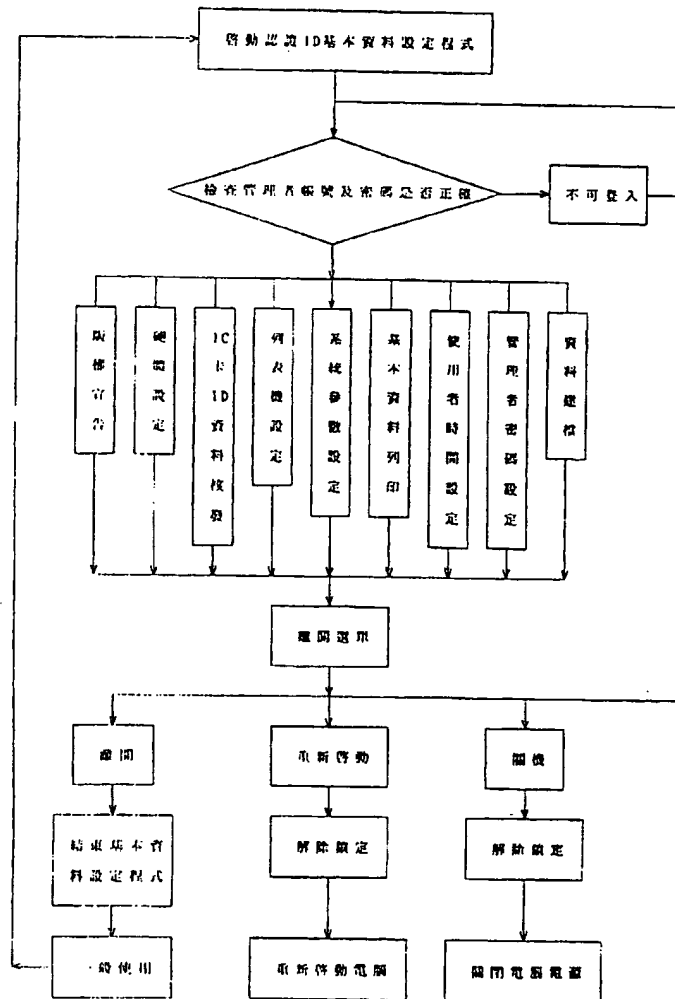 啓動認證ID基本資料設定程式
檢查管理者帳號及密碼是否正確
不可登入
版權宣告
硬體設定
IC卡ID資料核發
列表機設定
系統參數設定
基本資料列印
使用者時間設定
管理者密碼設定
資料建檔
離開選單
離開
重新啓動
關機
結束基本資
料設定程式
解除鎖定
解除鎖定
一般使用
重新啓動電腦
關閉電腦電源